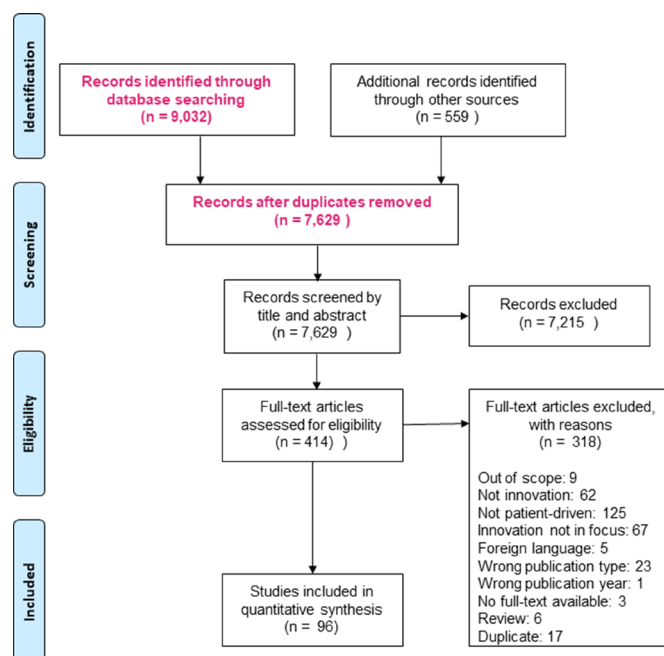 Identification
Records identified through
database searching
(n = 9,032)
Additional records identified
through other sources
(n = 559 )
Screening
Records after duplicates removed
(n = 7,629 )
Records screened by
title and abstract
(n = 7,629 )
Records excluded
(n = 7,215 )
Eligibility
Full-text articles
assessed for eligibility
(n = 414) )
Full-text articles excluded,
with reasons
(n = 318)
Out of scope: 9
Not innovation: 62
Not patient-driven: 125
Innovation not in focus: 67
Foreign language: 5
Wrong publication type: 23
Wrong publication year: 1
No full-text available: 3
Review: 6
Duplicate: 17
Included
Studies included in
quantitative synthesis
(n = 96)